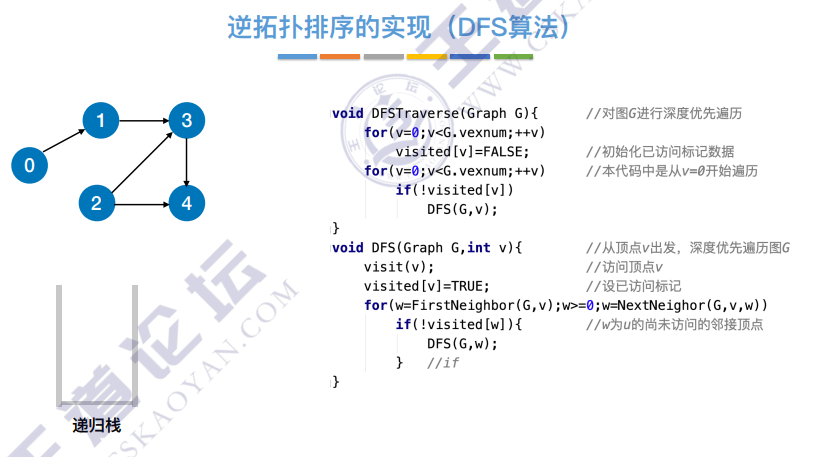 逆拓扑排序的实现（DFS算法）
0
1
3
2
4
递归栈
void DFSTraverse(Graph G){ //对图G进行深度优先遍历
for(v=0;v<G.vexnum;++v)
visited[v]=FALSE; //初始化已访问标记数据
for(v=0;v<G.vexnum;++v) //本代码中是从v=0开始遍历
if(!visited[v])
DFS(G,v);
}
void DFS(Graph G,int v){ //从顶点v出发，深度优先遍历图G
visit(v); //访问顶点v
visited[v]=TRUE; //设已访问标记
for(w=FirstNeighbor(G,v);w>=0;w=NextNeighor(G,v,w))
if(!visited[w]){ //w为u的尚未访问的邻接顶点
DFS(G,w);
} //if
}
王道论坛
CSKAOYAN.COM